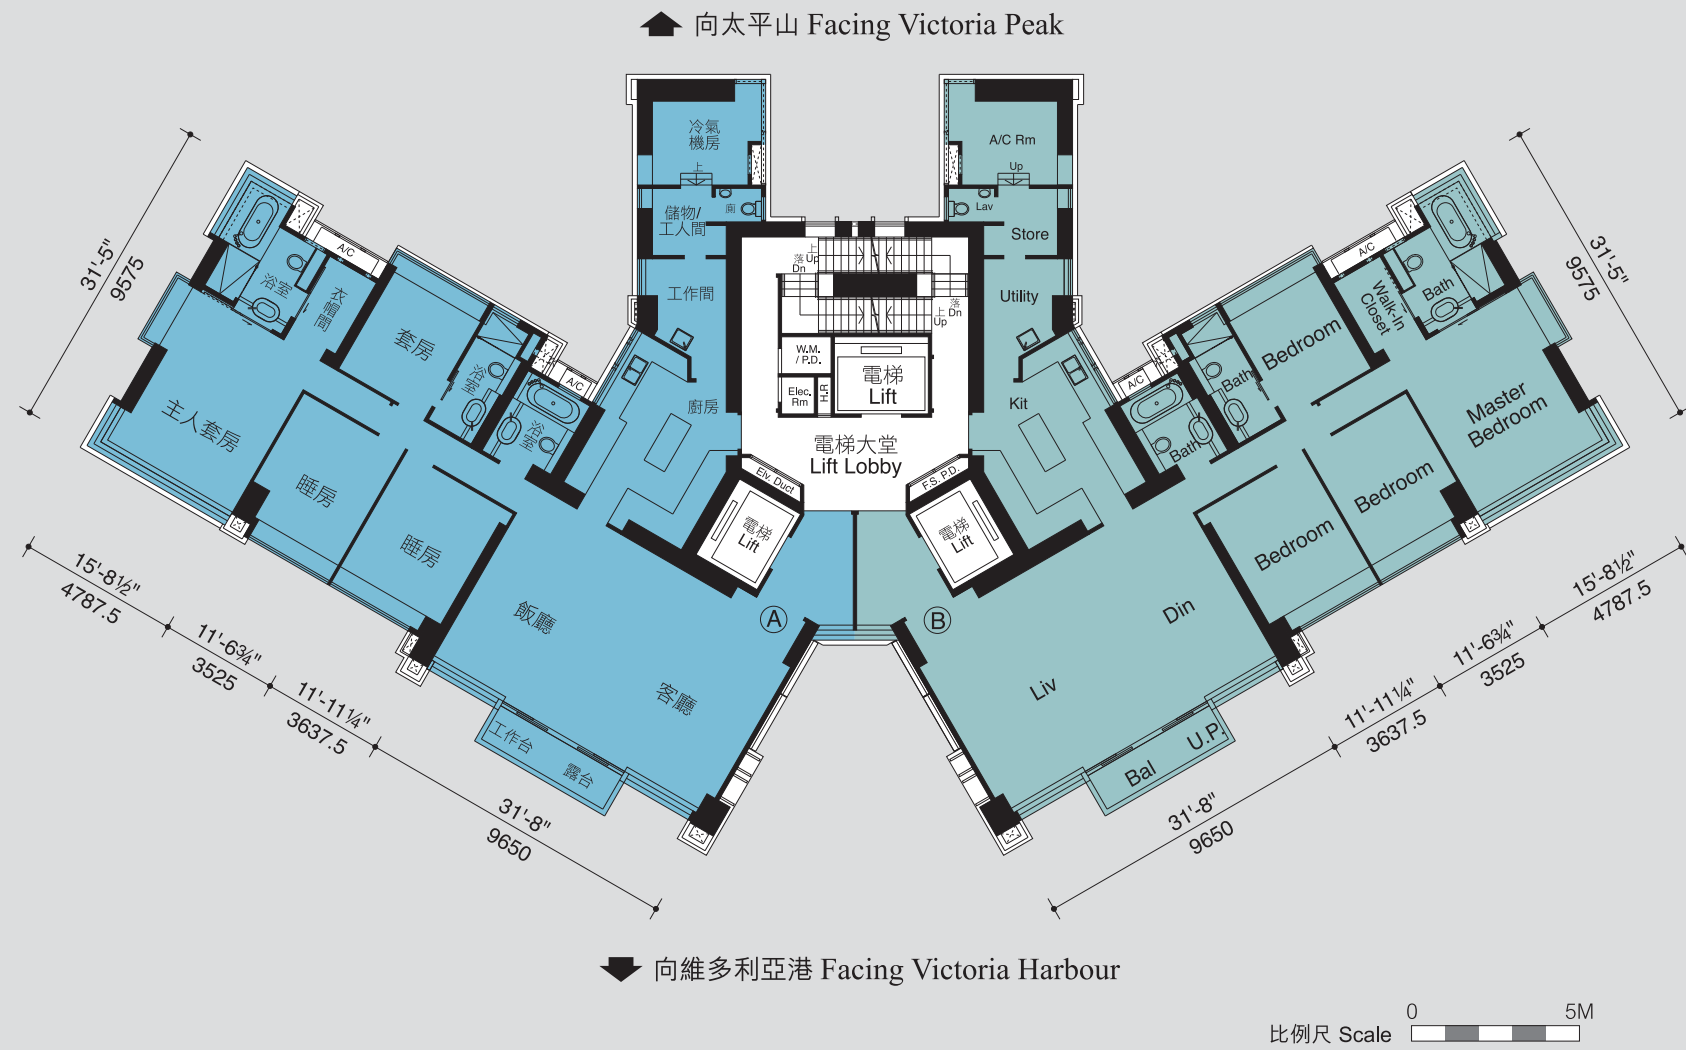 向太平山 Facing Victoria Peak
冷氣
機房
上
儲物/
工人間
廁
工作間
廚房
A/C Rm
Up
Lav
Store
Utility
Kit
上
Up
落
Dn
落
上 Dn
Up
W.M.
/ P.D.
Elec.
Rm
H.R
電梯
Lift
電梯大堂
Lift Lobby
Elv. Duct
F.S. P.D.
電梯
Lift
電梯
Lift
31'-5"
9575
浴室
A/C
衣帽間
套房
浴室
A/C
浴室
主人套房
睡房
睡房
飯廳
客廳
工作台
露台
A
B
31'-5"
9575
A/C
Bath
Walk-In
Closet
Bedroom
Bath
A/C
Bath
Master
Bedroom
Bedroom
Bedroom
Din
Liv
U.P.
Bal
15'-8½"
4787.5
11'-6¾"
3525
11'-11¼"
3637.5
31'-8"
9650
15'-8½"
4787.5
11'-6¾"
3525
11'-11¼"
3637.5
31'-8"
9650
向維多利亞港 Facing Victoria Harbour
比例尺 Scale
0
5M